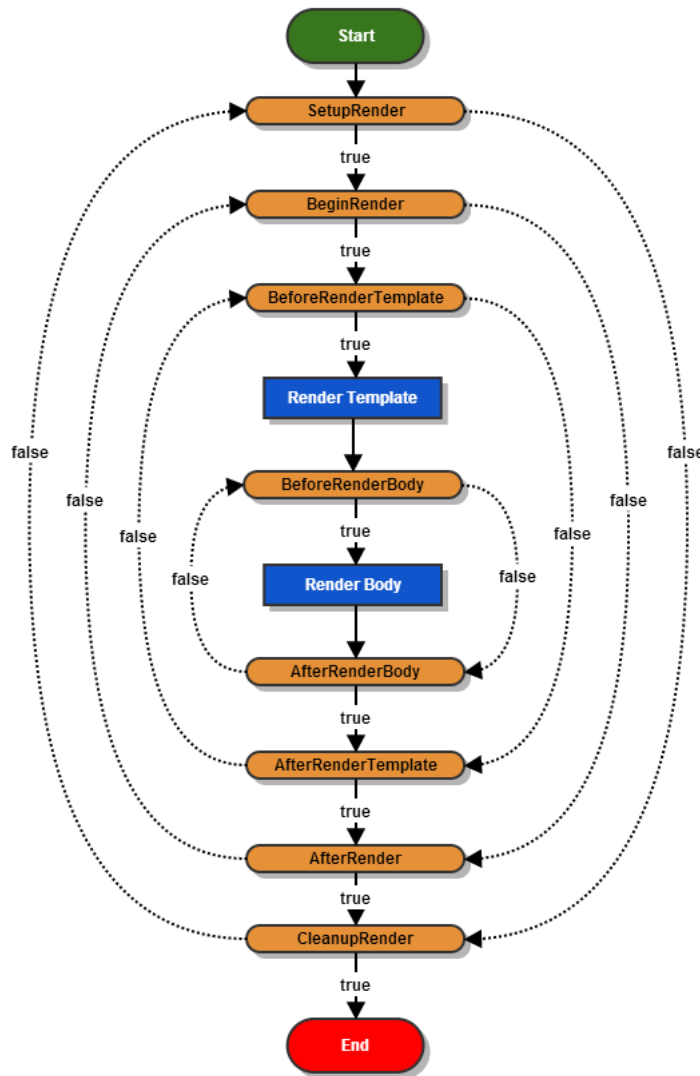 Start
SetupRender
true
BeginRender
true
BeforeRenderTemplate
true
Render Template
false
false
BeforeRenderBody
false
true
false
false
false
false
Render Body
false
AfterRenderBody
true
AfterRenderTemplate
true
AfterRender
true
CleanupRender
true
End